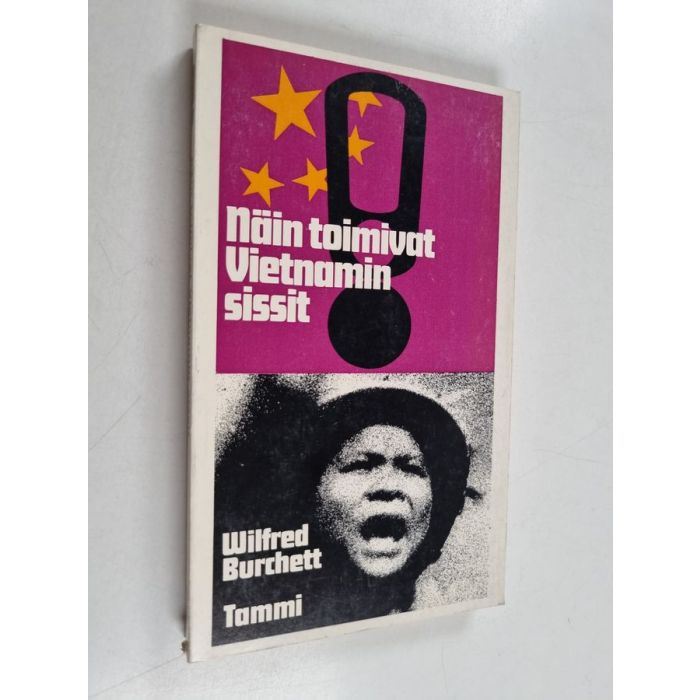 Näin toimivat
Vietnamin
sissit
Wilfred
Burchett
Tammi